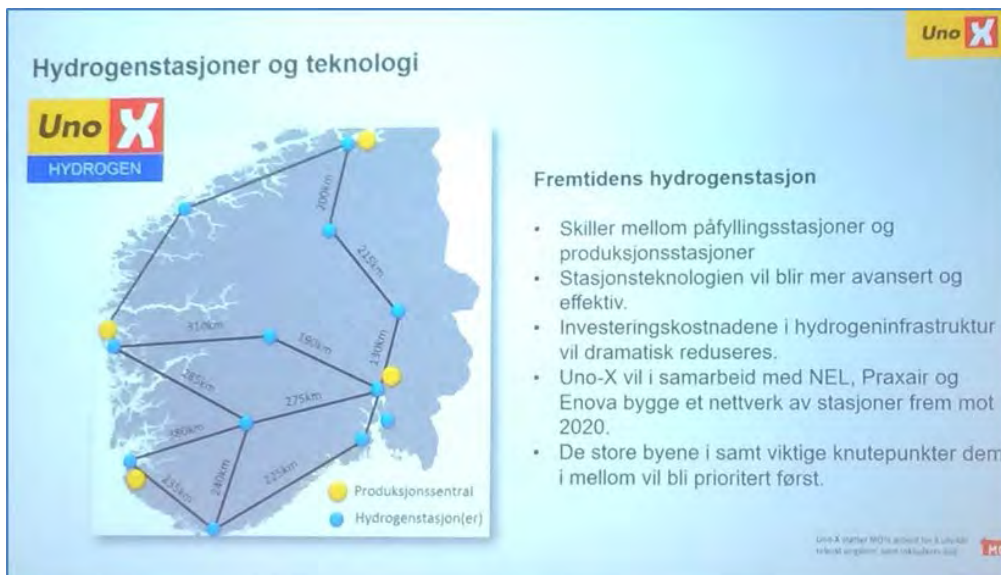 Uno X
Hydrogenstasjoner og teknologi
Uno X
HYDROGEN
200km
215km
310km
190km
130km
285km
275km
235km
240km
225km
Produksjonssentral
Hydrogenstasjon(er)
Fremtidens hydrogenstasjon
• Skiller mellom påfyllingsstasjoner og
produksjonsstasjoner
• Stasjonsteknologien vil blir mer avansert og
effektiv.
• Investeringskostnadene i hydrogeninfrastruktur
vil dramatisk reduseres.
• Uno-X vil i samarbeid med NEL, Praxair og
Enova bygge et nettverk av stasjoner frem mot
2020.
• De store byene i samt viktige knutepunkter dem
i mellom vil bli prioritert først.